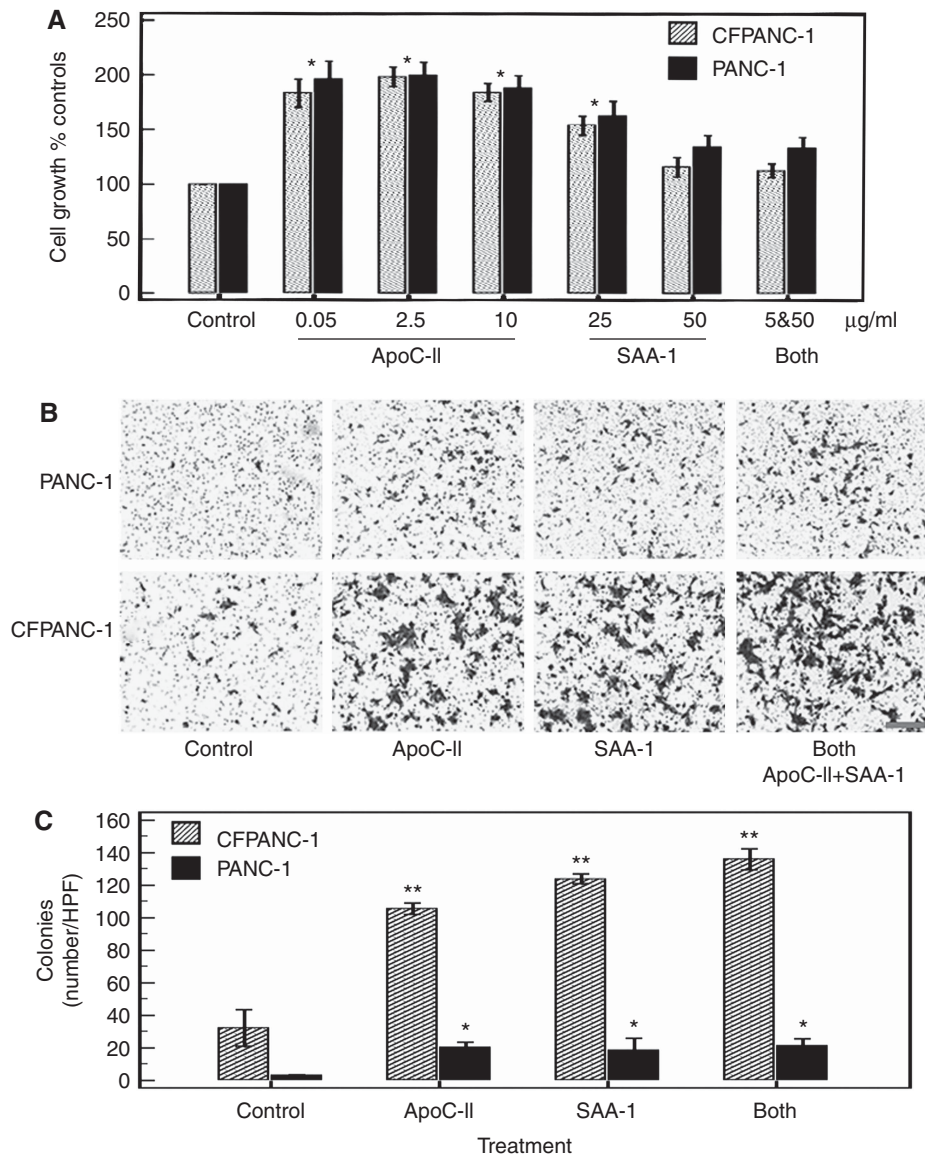 A
250
200
150
100
50
0
Cell growth % controls
CFPANC-1
PANC-1
* * * *
Control 0.05 2.5 10 25 50 5&50 μg/ml
ApoC-II SAA-1 Both
B
PANC-1
CFPANC-1
Control ApoC-II SAA-1 Both
ApoC-II+SAA-1
C
160
140
120
100
80
60
40
20
0
Colonies
(number/HPF)
CFPANC-1
PANC-1
** ** **
* * *
Control ApoC-II SAA-1 Both
Treatment